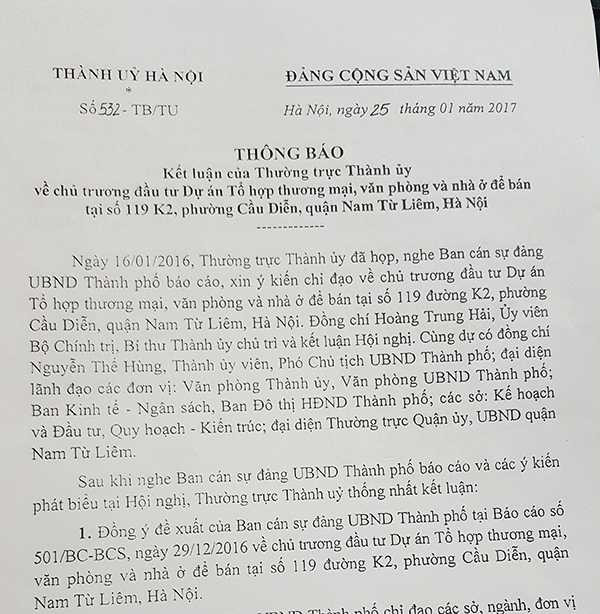 THÀNH UỶ HÀ NỘI
*
Số 532 - TB/TU
ĐẢNG CỘNG SẢN VIỆT NAM
Hà Nội, ngày 25 tháng 01 năm 2017
THÔNG BÁO
Kết luận của Thường trực Thành ủy
về chủ trương đầu tư Dự án Tổ hợp thương mại, văn phòng và nhà ở để bán
tại số 119 K2, phường Cầu Diễn, quận Nam Từ Liêm, Hà Nội
-------------
Ngày 16/01/2016, Thường trực Thành ủy đã họp, nghe Ban cán sự đảng
UBND Thành phố báo cáo, xin ý kiến chỉ đạo về chủ trương đầu tư Dự án
Tổ hợp thương mại, văn phòng và nhà ở để bán tại số 119 đường K2, phường
Cầu Diễn, quận Nam Từ Liêm, Hà Nội. Đồng chí Hoàng Trung Hải, Ủy viên
Bộ Chính trị, Bí thư Thành ủy chủ trì và kết luận Hội nghị. Cùng dự có đồng chí
Nguyễn Thế Hùng, Thành ủy viên, Phó Chủ tịch UBND Thành phố; đại diện
lãnh đạo các đơn vị: Văn phòng Thành ủy, Văn phòng UBND Thành phố;
Ban Kinh tế - Ngân sách, Ban Đô thị HĐND Thành phố; các sở: Kế hoạch
và Đầu tư, Quy hoạch - Kiến trúc; đại diện Thường trực Quận ủy, UBND quận
Nam Từ Liêm.
Sau khi nghe Ban cán sự đảng UBND Thành phố báo cáo và các ý kiến
phát biểu tại Hội nghị, Thường trực Thành uỷ thống nhất kết luận:
1. Đồng ý đề xuất của Ban cán sự đảng UBND Thành phố tại Báo cáo số
501/BC-BCS, ngày 29/12/2016 về chủ trương đầu tư Dự án Tổ hợp thương mại,
văn phòng và nhà ở để bán tại số 119 đường K2, phường Cầu Diễn, quận
Nam Từ Liêm, Hà Nội.
UBND Thành phố chỉ đạo các sở, ngành, đơn vị